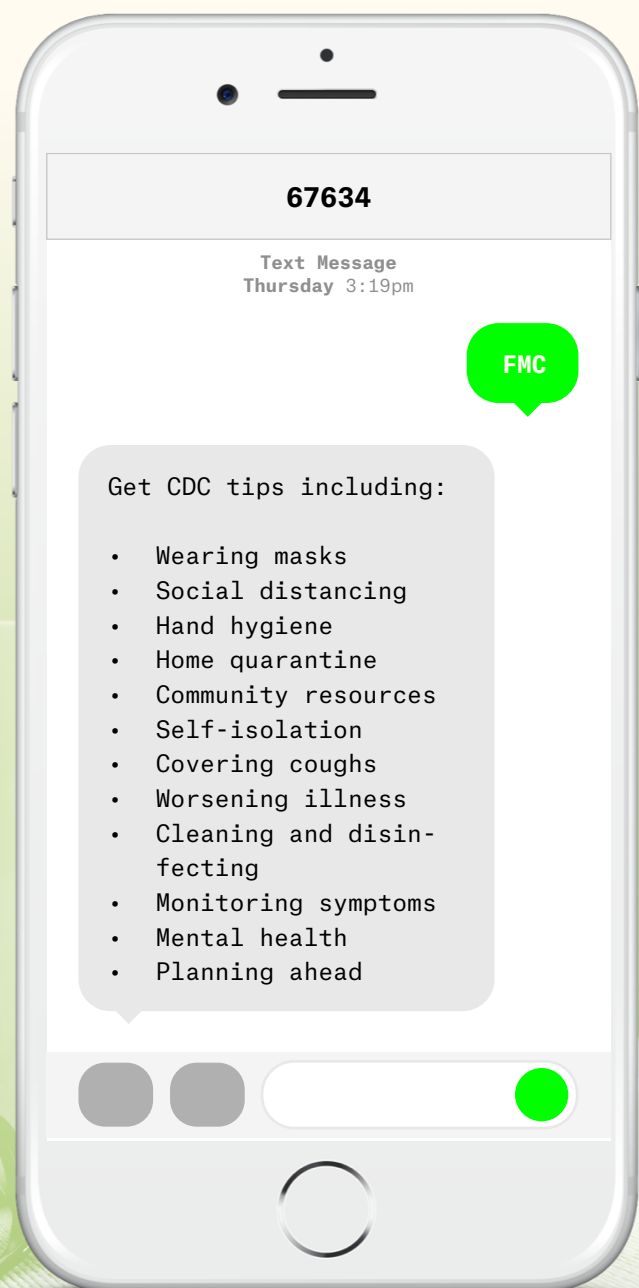 67634
Text Message
Thursday 3:19pm
FMC
Get CDC tips including:
• Wearing masks
• Social distancing
• Hand hygiene
• Home quarantine
• Community resources
• Self-isolation
• Covering coughs
• Worsening illness
• Cleaning and disin-
fecting
• Monitoring symptoms
• Mental health
• Planning ahead